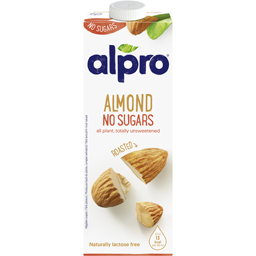 NO SUGARS
alpro
ALMOND
NO SUGARS
all plant, totally unsweetened
ROASTED
Naturally lactose free